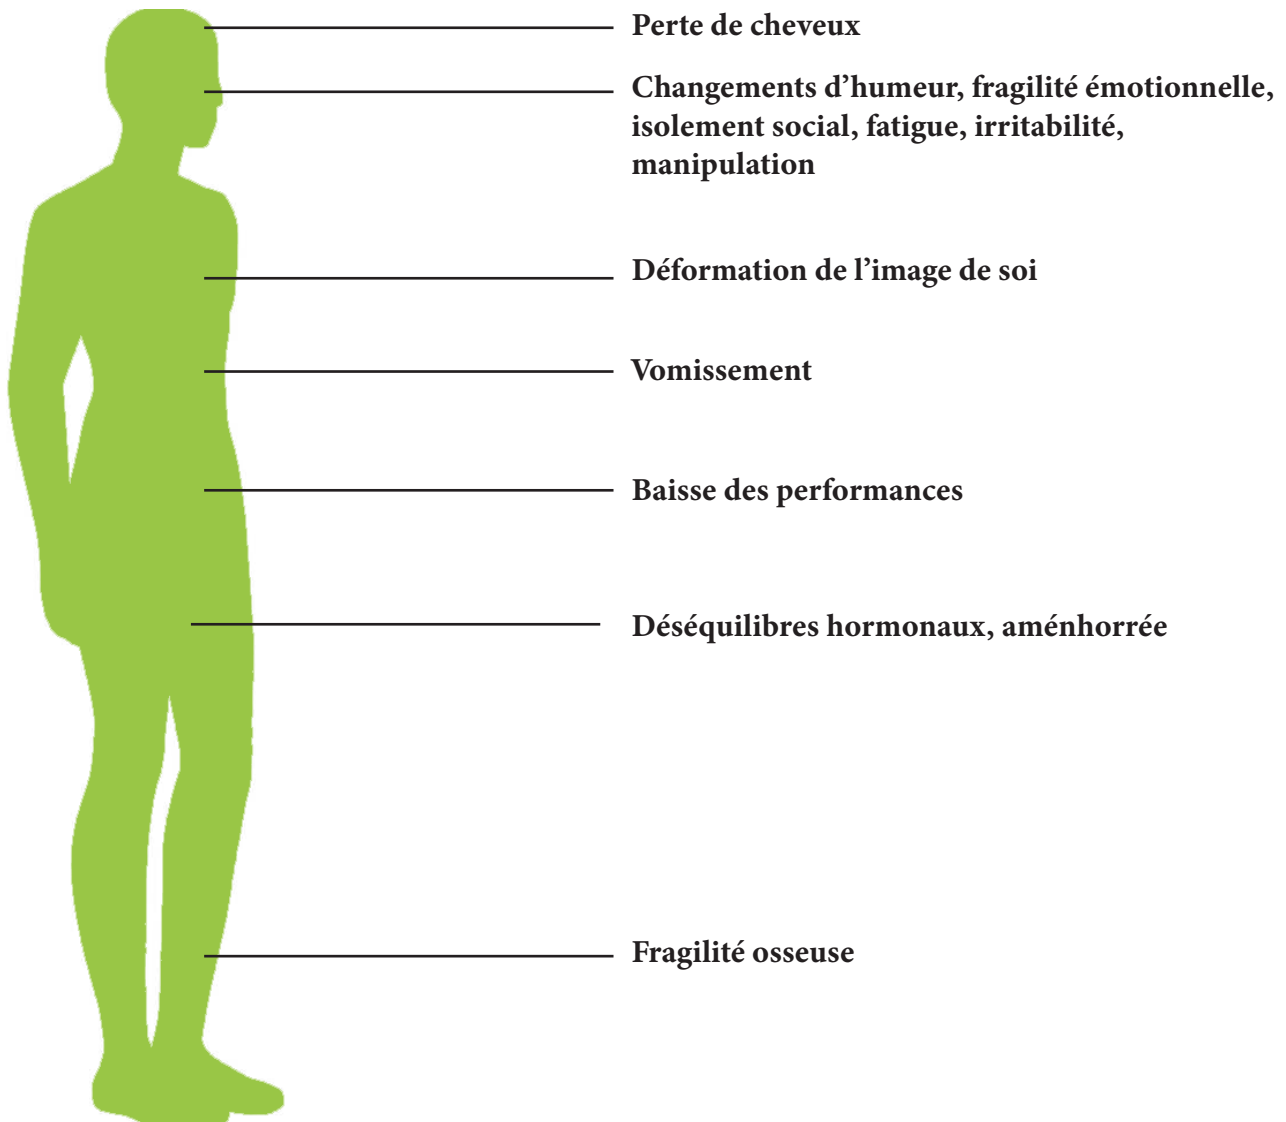 Perte de cheveux
Changements d’humeur, fragilité émotionnelle,
isolement social, fatigue, irritabilité,
manipulation
Déformation de l’image de soi
Vomissement
Baisse des performances
Déséquilibres hormonaux, aménhorrée
Fragilité osseuse